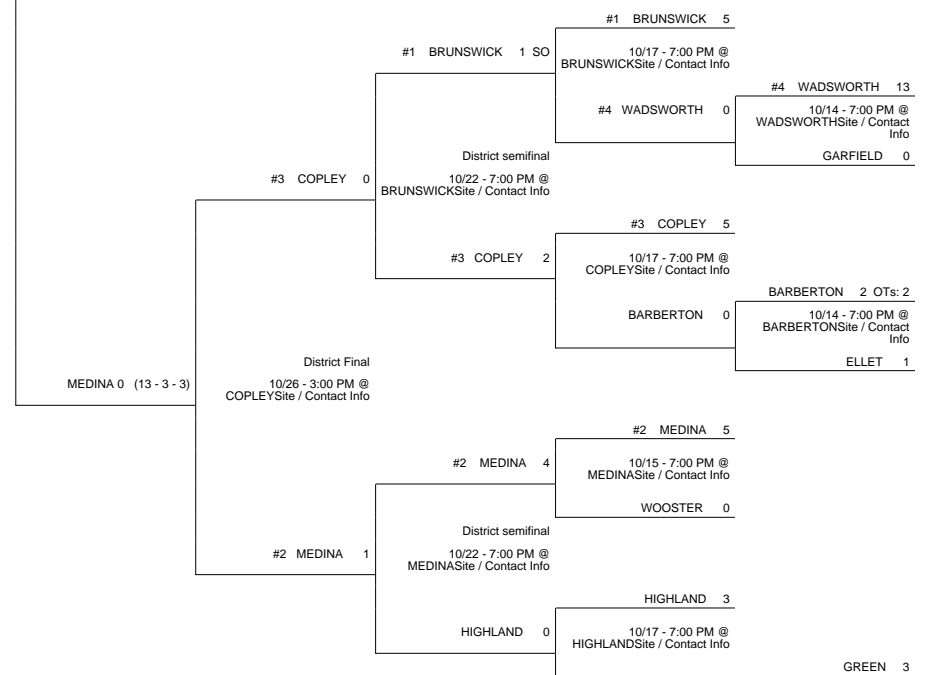 #1 BRUNSWICK 5
#1 BRUNSWICK 1 SO
10/17 - 7:00 PM @
BRUNSWICKSite / Contact Info
#4 WADSWORTH 13
#4 WADSWORTH 0
10/14 - 7:00 PM @
WADSWORTHSite / Contact
Info
GARFIELD 0
District semifinal
#3 COPLEY 0
10/22 - 7:00 PM @
BRUNSWICKSite / Contact Info
#3 COPLEY 5
#3 COPLEY 2
10/17 - 7:00 PM @
COPLEYSite / Contact Info
BARBERTON 2 OTs: 2
BARBERTON 0
10/14 - 7:00 PM @
BARBERTONSite / Contact
Info
ELLET 1
District Final
MEDINA 0 (13 - 3 - 3)
10/26 - 3:00 PM @
COPLEYSite / Contact Info
#2 MEDINA 5
#2 MEDINA 4
10/15 - 7:00 PM @
MEDINASite / Contact Info
WOOSTER 0
District semifinal
#2 MEDINA 1
10/22 - 7:00 PM @
MEDINASite / Contact Info
HIGHLAND 3
HIGHLAND 0
10/17 - 7:00 PM @
HIGHLANDSite / Contact Info
GREEN 3